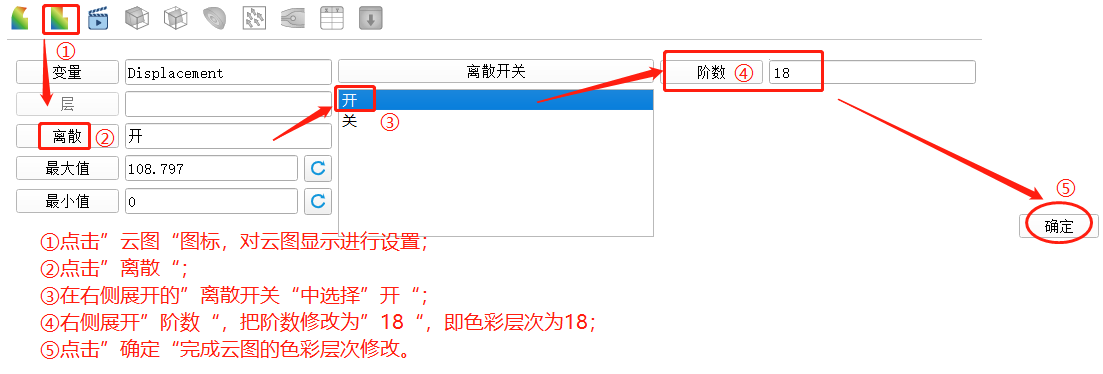 ①
变量
Displacement
离散开关
阶数
④
18
层
开
③
关
离散
②
开
最大值
108.797
最小值
0
⑤
确定
①点击”云图“图标，对云图显示进行设置；
②点击”离散“；
③在右侧展开的”离散开关“中选择”开“；
④右侧展开”阶数“，把阶数修改为”18“，即色彩层次为18；
⑤点击”确定“完成云图的色彩层次修改。